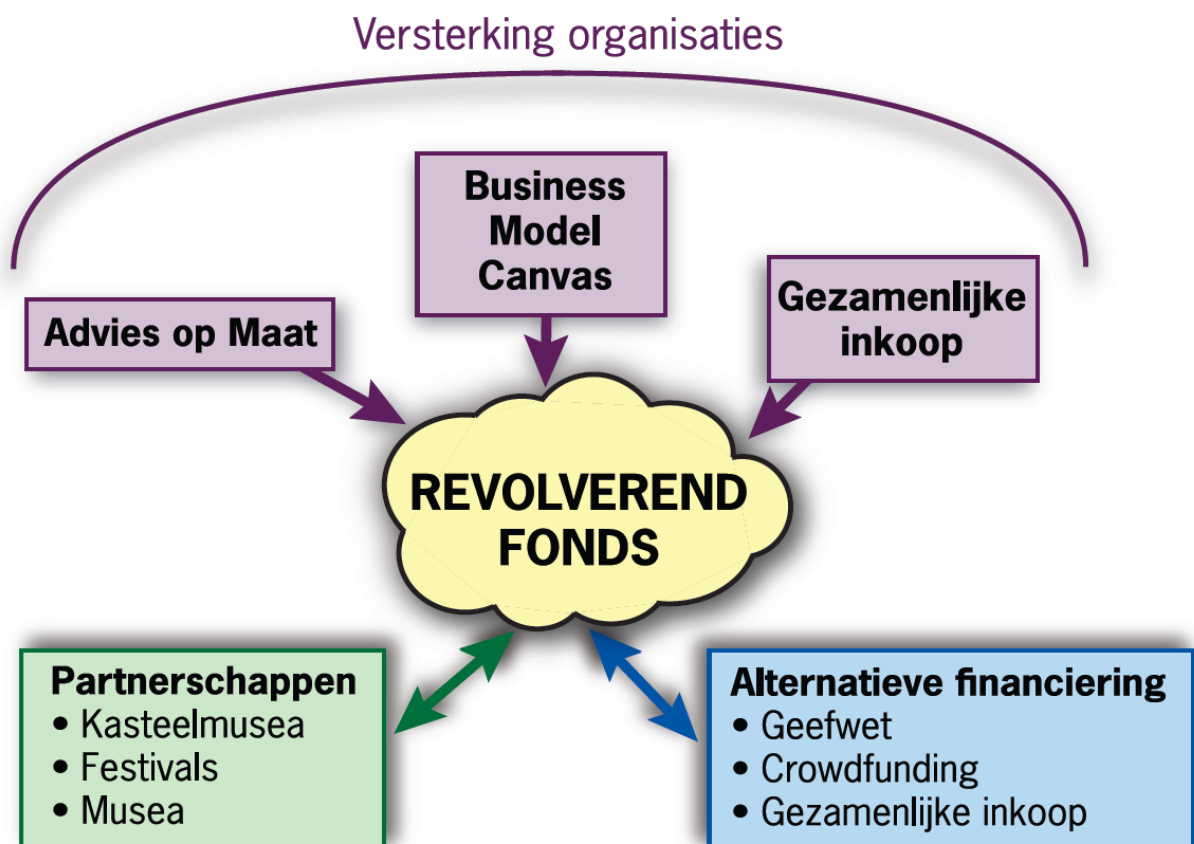 Versterking organisaties
Business
Model
Canvas
Gezamenlijke
inkoop
Advies op Maat
REVOLVEREND
FONDS
Partnerschappen
• Kasteelmusea
• Festivals
• Musea
Alternatieve financiering
• Geefwet
• Crowdfunding
• Gezamenlijke inkoop